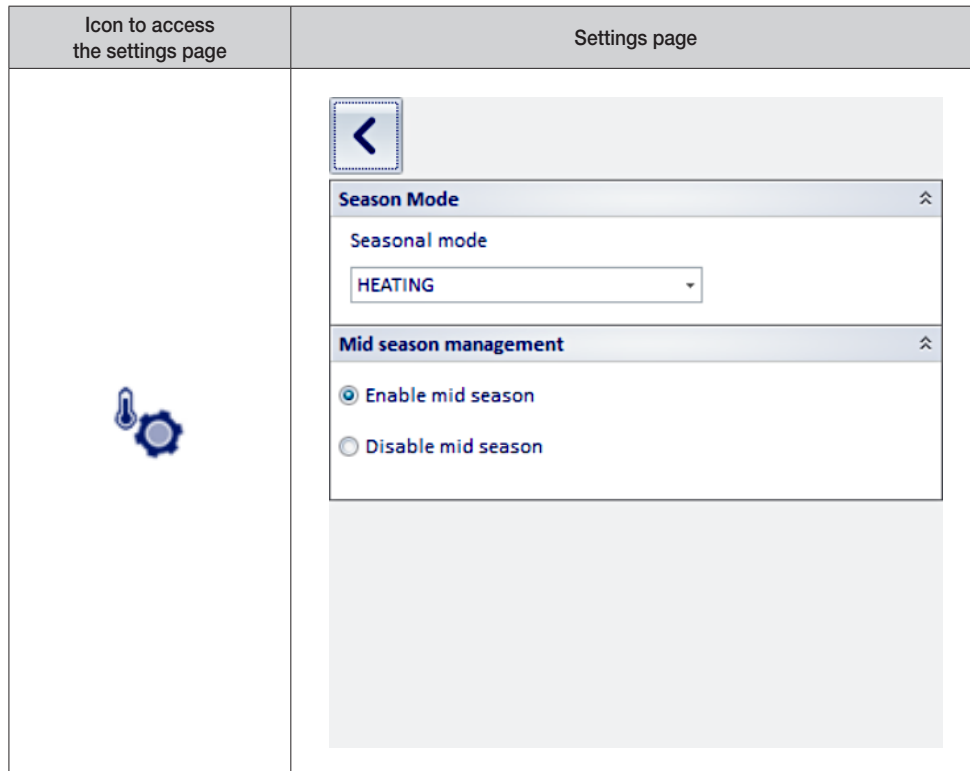 Icon to access
the settings page
Settings page
Season Mode
Seasonal mode
HEATING
Mid season management
Enable mid season
Disable mid season